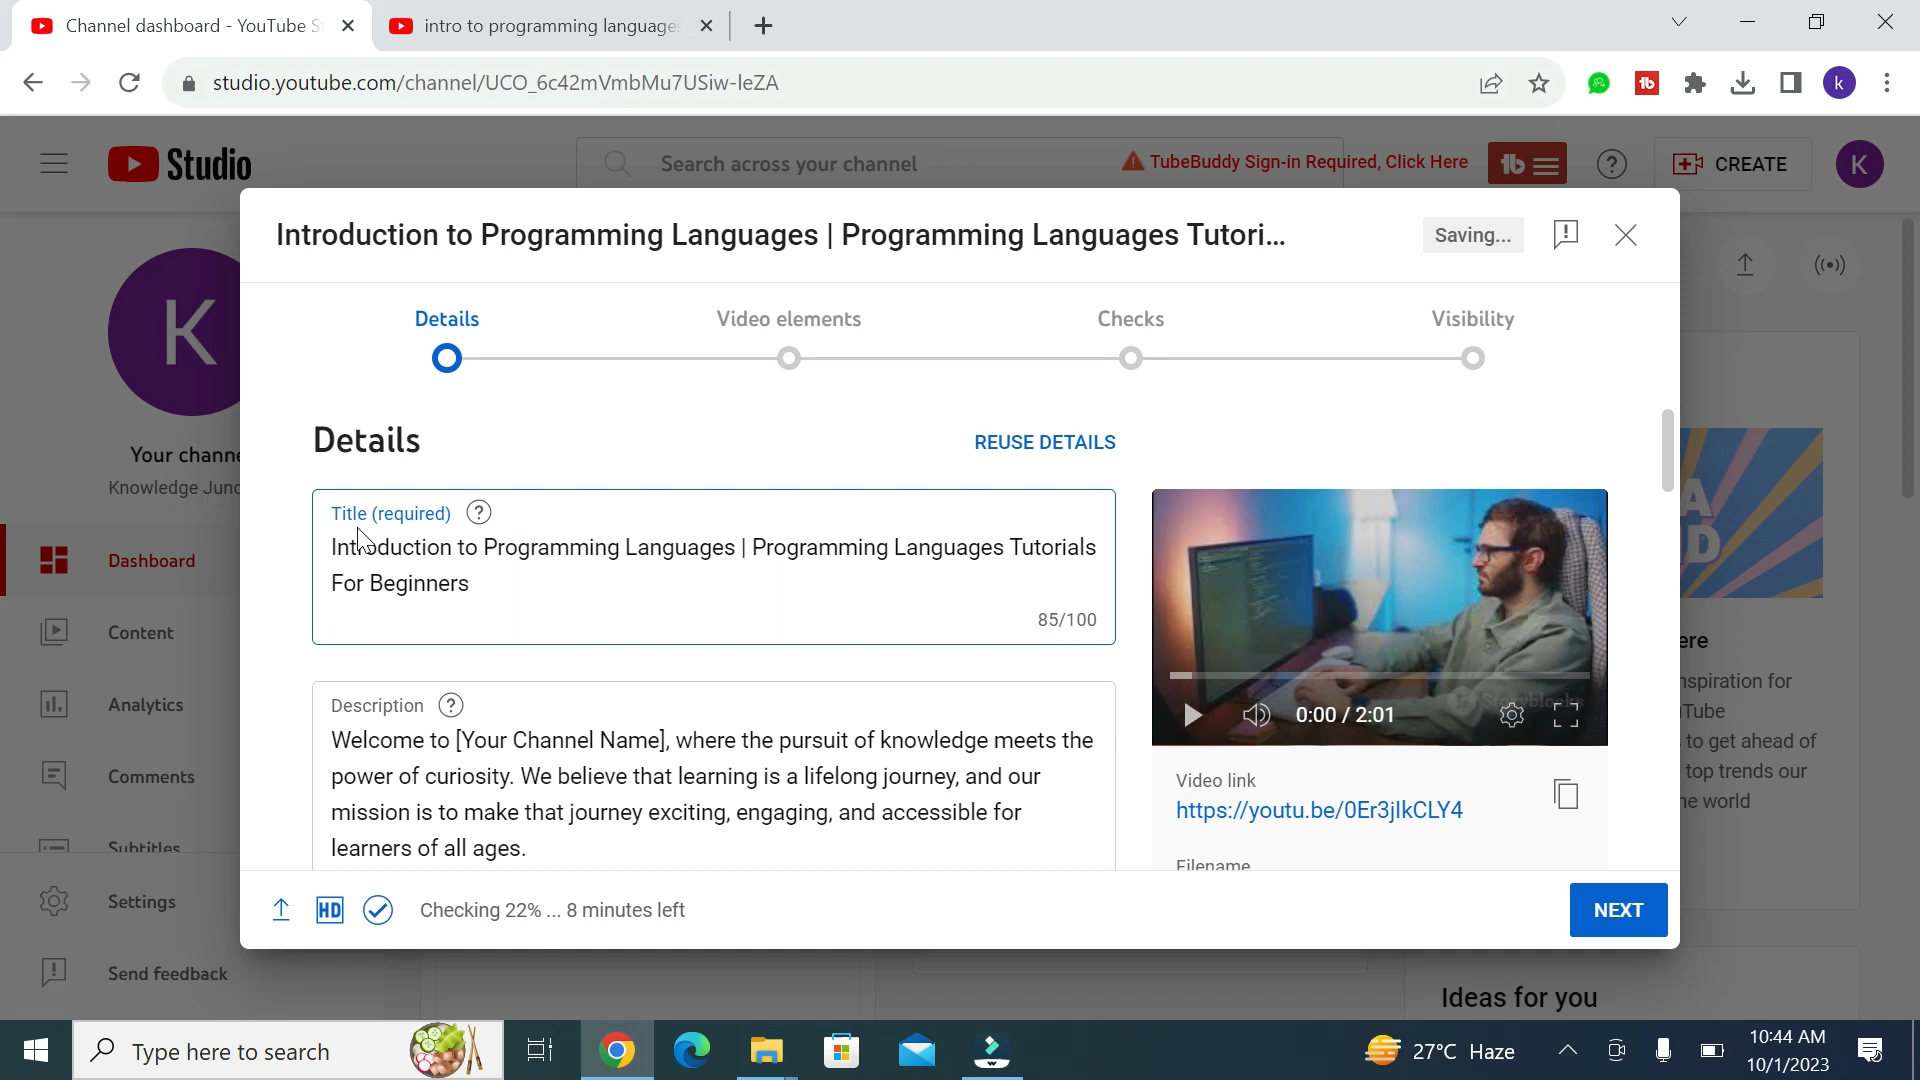 Channel dashboard - YouTube S
intro to programming languages
studio.youtube.com/channel/UCO_6c42mVmbMu7USiw-leZA
k
Studio
Search across your channel
TubeBuddy Sign-in Required, Click Here
CREATE
K
Introduction to Programming Languages | Programming Languages Tutori...
Saving...
Details
Video elements
Checks
Visibility
K
Your channe
Knowledge Junc
Dashboard
Content
Analytics
Comments
Subtitles
Settings
Send feedback
Details
REUSE DETAILS
Title (required)
Introduction to Programming Languages | Programming Languages Tutorials
For Beginners
85/100
Description
Welcome to [Your Channel Name], where the pursuit of knowledge meets the
power of curiosity. We believe that learning is a lifelong journey, and our
mission is to make that journey exciting, engaging, and accessible for
learners of all ages.
Storyblocks
0:00 / 2:01
Video link
https://youtu.be/0Er3jlkCLY4
Filename
ere
nspiration for
uTube
to get ahead of
top trends our
he world
HD
Checking 22% ... 8 minutes left
NEXT
Ideas for you
Type here to search
27°C Haze
10:44 AM
10/1/2023